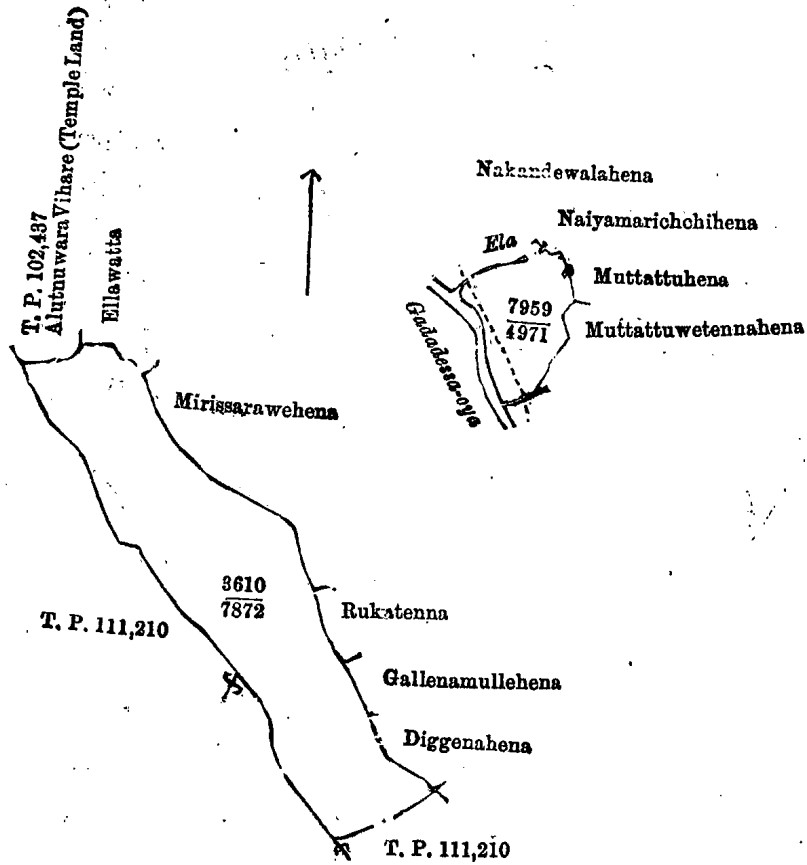 T. P. 102,437
Alutnuwara Vihare (Temple Land)
Ellawatta
Nakandewalahena
Naiyamarichchihena
Ela
Muttattuhena
7959
4971
Muttattuwetennahena
Gadadessa-oya
Mirissarawehena
3610
7872
Rukatenna
T. P. 111,210
Gallenamullehena
Diggenahena
T. P. 111,210